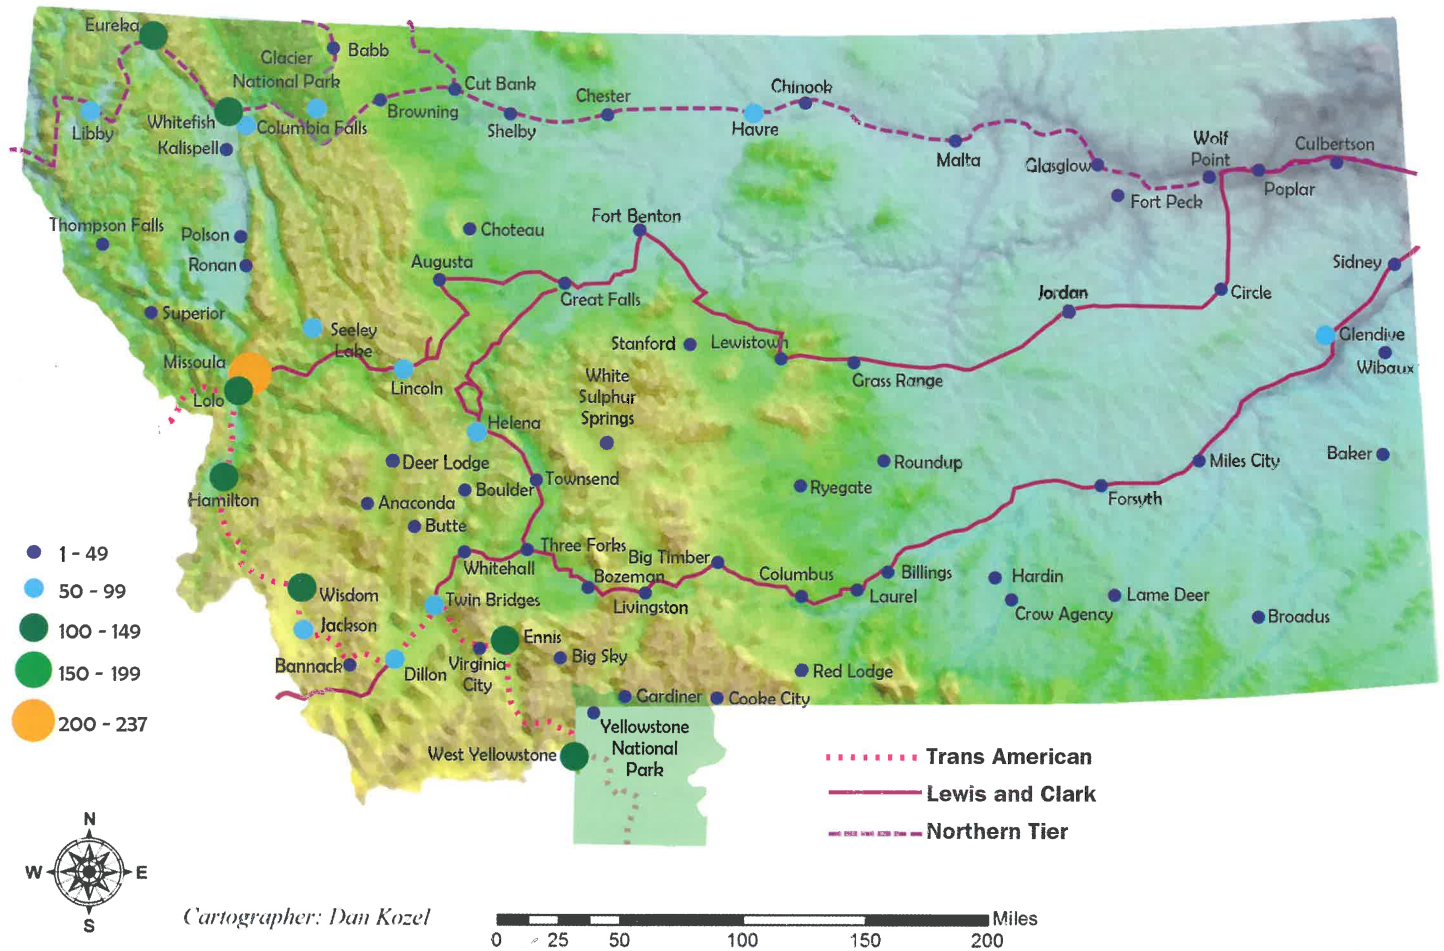 Eureka
Babb
Glacier
National Park
Cut Bank
Chinook
Browning
Chester
Libby
Whitefish
Columbia Falls
Shelby
Havre
Kalispell
Malta
Wolf
Point
Culbertson
Glasglow
Poplar
Fort Peck
Thompson Falls
Polson
Choteau
Fort Benton
Ronan
Augusta
Sidney
Great Falls
Jordan
Circle
Superior
Seeley
Lake
Stanford
Lewistown
Glendive
Missoula
Wibaux
Lincoln
White
Sulphur
Springs
Grass Range
Lolo
Helena
Deer Lodge
Roundup
Miles City
Baker
Townsend
Boulder
Ryegate
Hamilton
Anaconda
Forsyth
Butte
Three Forks
Big Timber
Whitehall
Bozeman
Columbus
Billings
Hardin
Livingston
Laurel
Wisdom
Twin Bridges
Crow Agency
Lame Deer
Jackson
Ennis
Broadus
Bannack
Dillon
Virginia
City
Big Sky
Red Lodge
Gardiner
Cooke City
Yellowstone
National
Park
West Yellowstone
1 - 49
50 - 99
100 - 149
150 - 199
200 - 237
Trans American
Lewis and Clark
Northern Tier
N
W
E
S
Cartographer: Dan Kozel
Miles
0 25 50 100 150 200